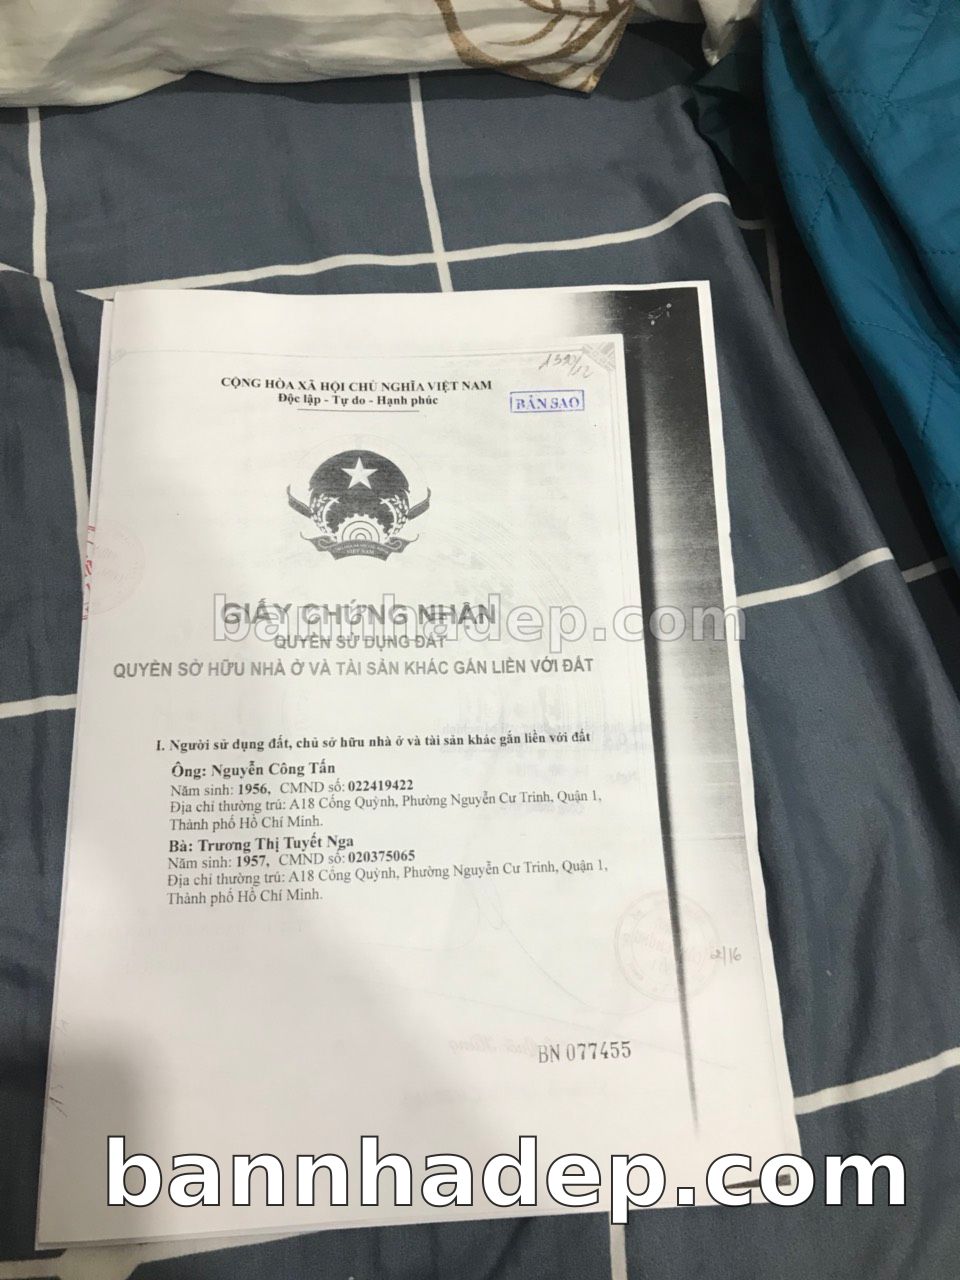 132/12
CỘNG HÒA XÃ HỘI CHỦ NGHĨA VIỆT NAM
Độc lập - Tự do - Hạnh phúc
BẢN SAO
VIỆT NAM
GIẤY CHỨNG NHẬN
bannhadep.com
QUYỀN SỬ DỤNG ĐẤT
QUYỀN SỞ HỮU NHÀ Ở VÀ TÀI SẢN KHÁC GẮN LIỀN VỚI ĐẤT
I. Người sử dụng đất, chủ sở hữu nhà ở và tài sản khác gắn liền với đất
Ông: Nguyễn Công Tấn
Năm sinh: 1956, CMND số: 022419422
Địa chỉ thường trú: A18 Cống Quỳnh, Phường Nguyễn Cư Trinh, Quận 1,
Thành phố Hồ Chí Minh.
Bà: Trương Thị Tuyết Nga
Năm sinh: 1957, CMND số: 020375065
Địa chỉ thường trú: A18 Cống Quỳnh, Phường Nguyễn Cư Trinh, Quận 1,
Thành phố Hồ Chí Minh.
2/16
BN 077455
bannhadep.com